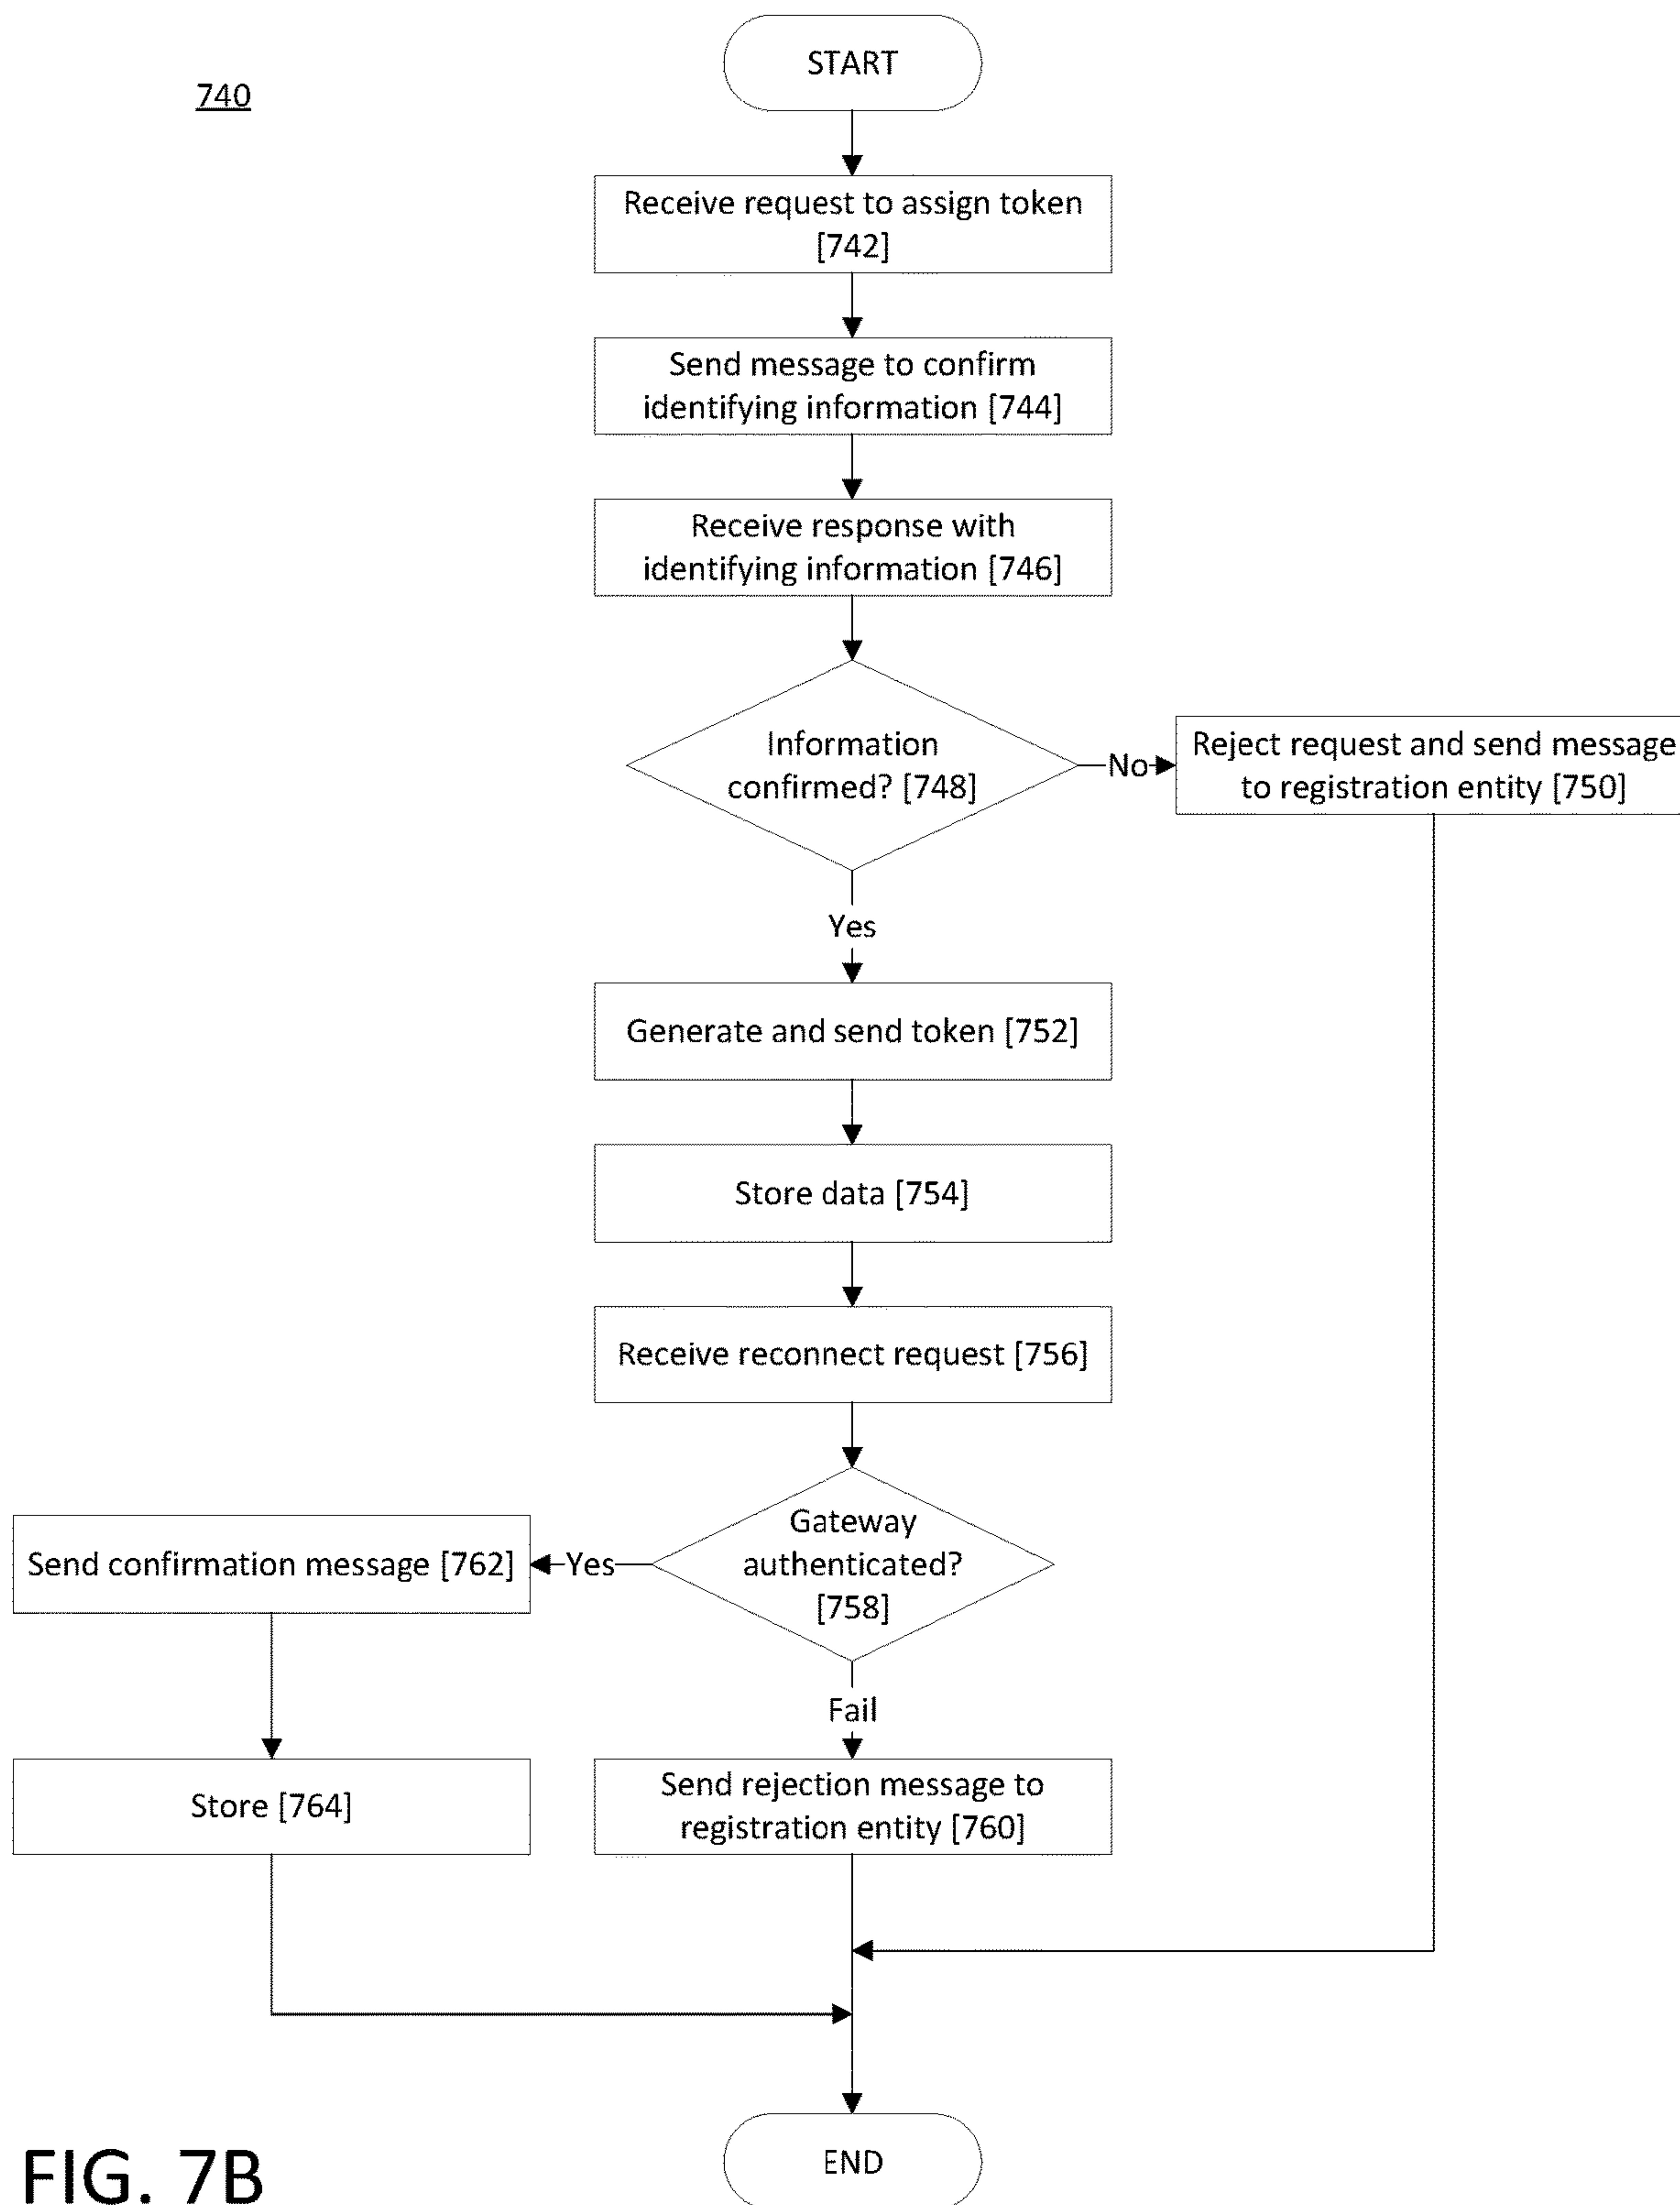 740
START
Receive request to assign token
[742]
Send message to confirm
identifying information [744]
Receive response with
identifying information [746]
Information
confirmed? [748]
No
Reject request and send message
to registration entity [750]
Yes
Generate and send token [752]
Store data [754]
Receive reconnect request [756]
Gateway
authenticated?
[758]
Yes
Send confirmation message [762]
Fail
Store [764]
Send rejection message to
registration entity [760]
END
FIG. 7B